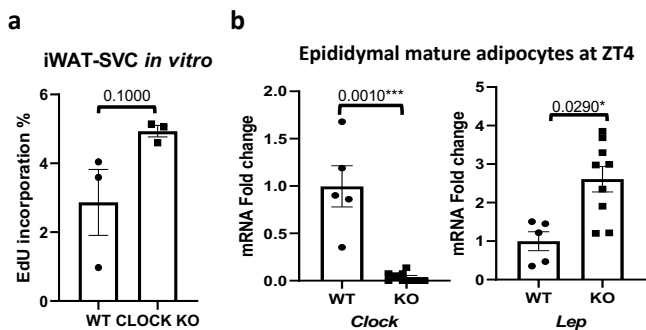 a
iWAT-SVC in vitro
0.1000
EdU incorporation %
6
4
2
0
WT CLOCK KO
b
Epididymal mature adipocytes at ZT4
0.0010***
mRNA Fold change
2.0
1.5
1.0
0.5
0.0
WT KO
Clock
0.0290*
mRNA Fold change
5
4
3
2
1
0
WT KO
Lep